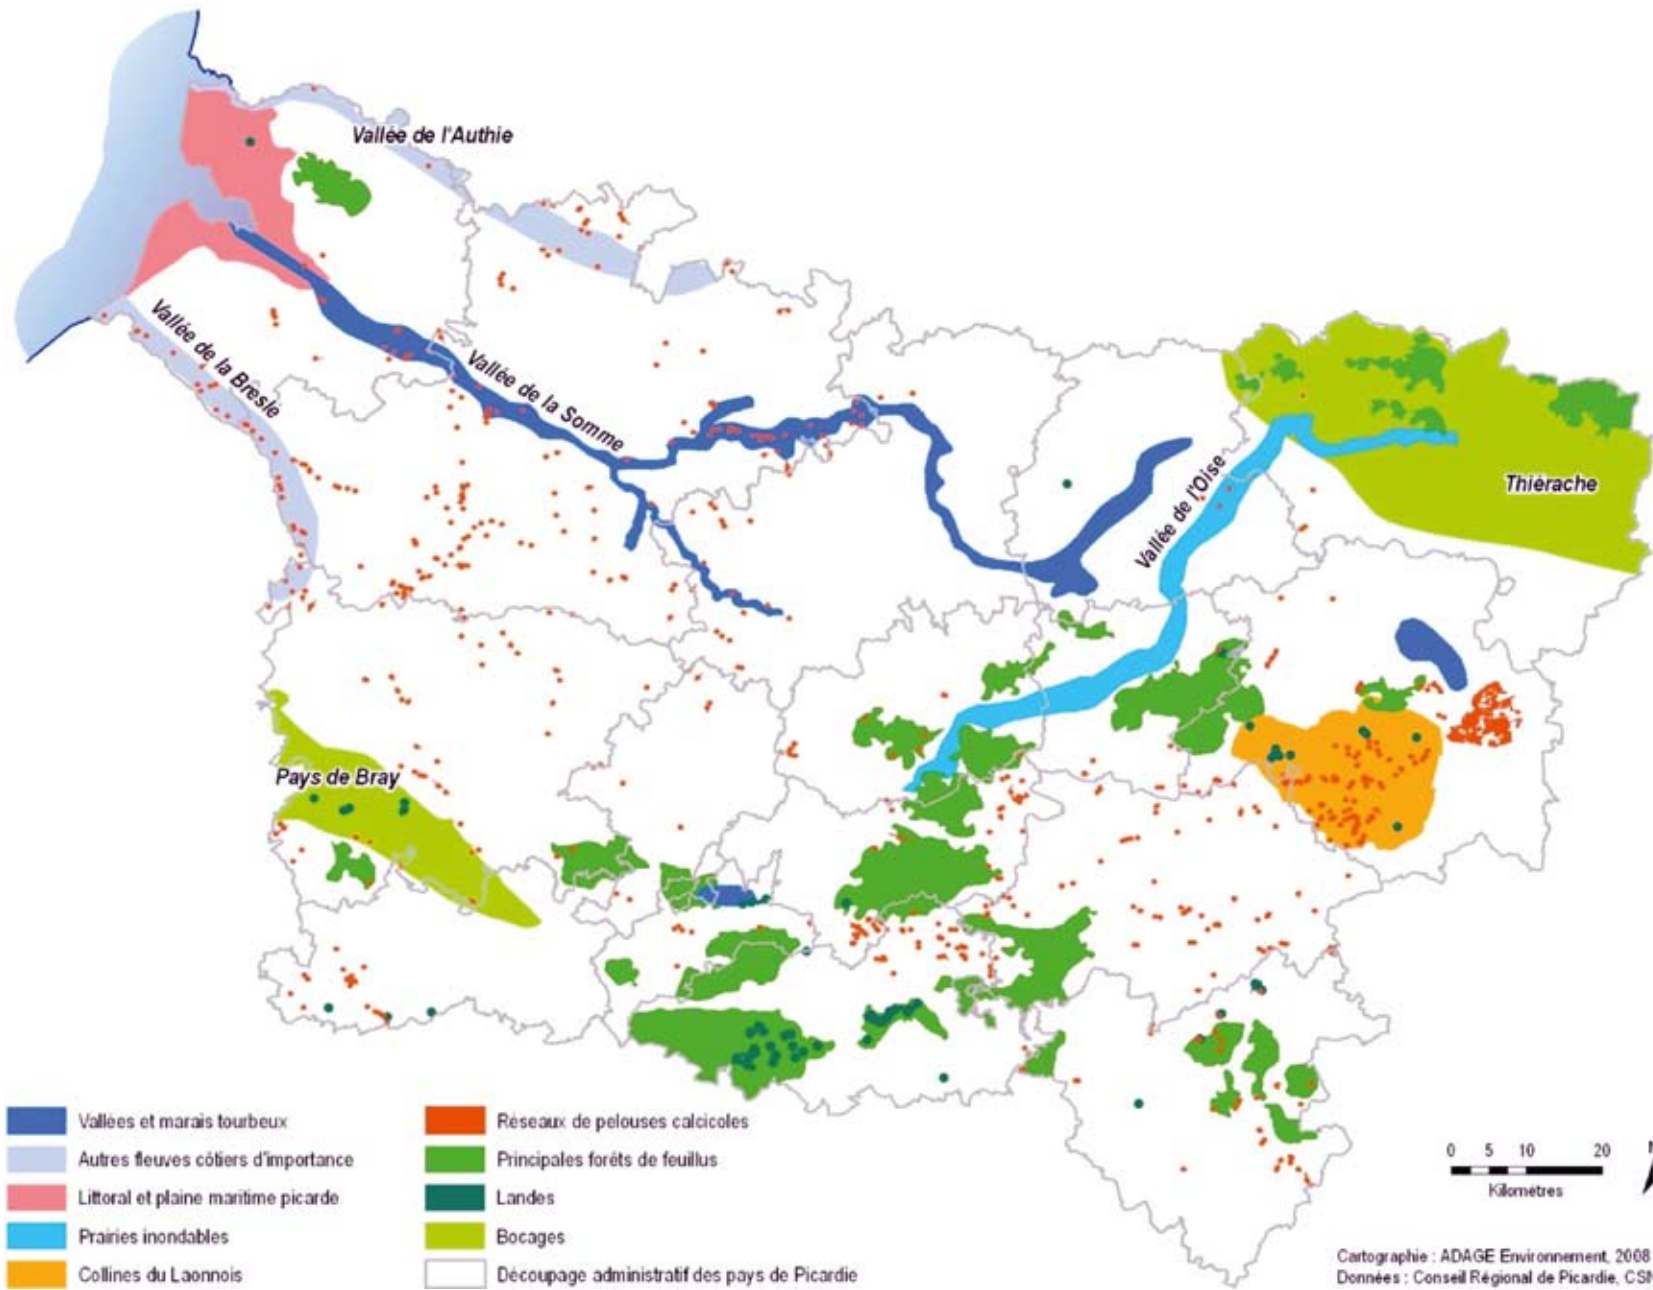 Vallée de l'Authie
Vallée de la Bresle
Vallée de la Somme
Vallée de l'Oise
Thiérache
Pays de Bray
Vallées et marais tourbeux
Autres fleuves côtiers d'importance
Littoral et plaine maritime picarde
Prairies inondables
Collines du Laonnois
Réseaux de pelouses calcicoles
Principales forêts de feuillus
Landes
Bocages
Découpage administratif des pays de Picardie
0 5 10 20
Kilomètres
Cartographie : ADAGE Environnement, 2008
Données : Conseil Régional de Picardie,